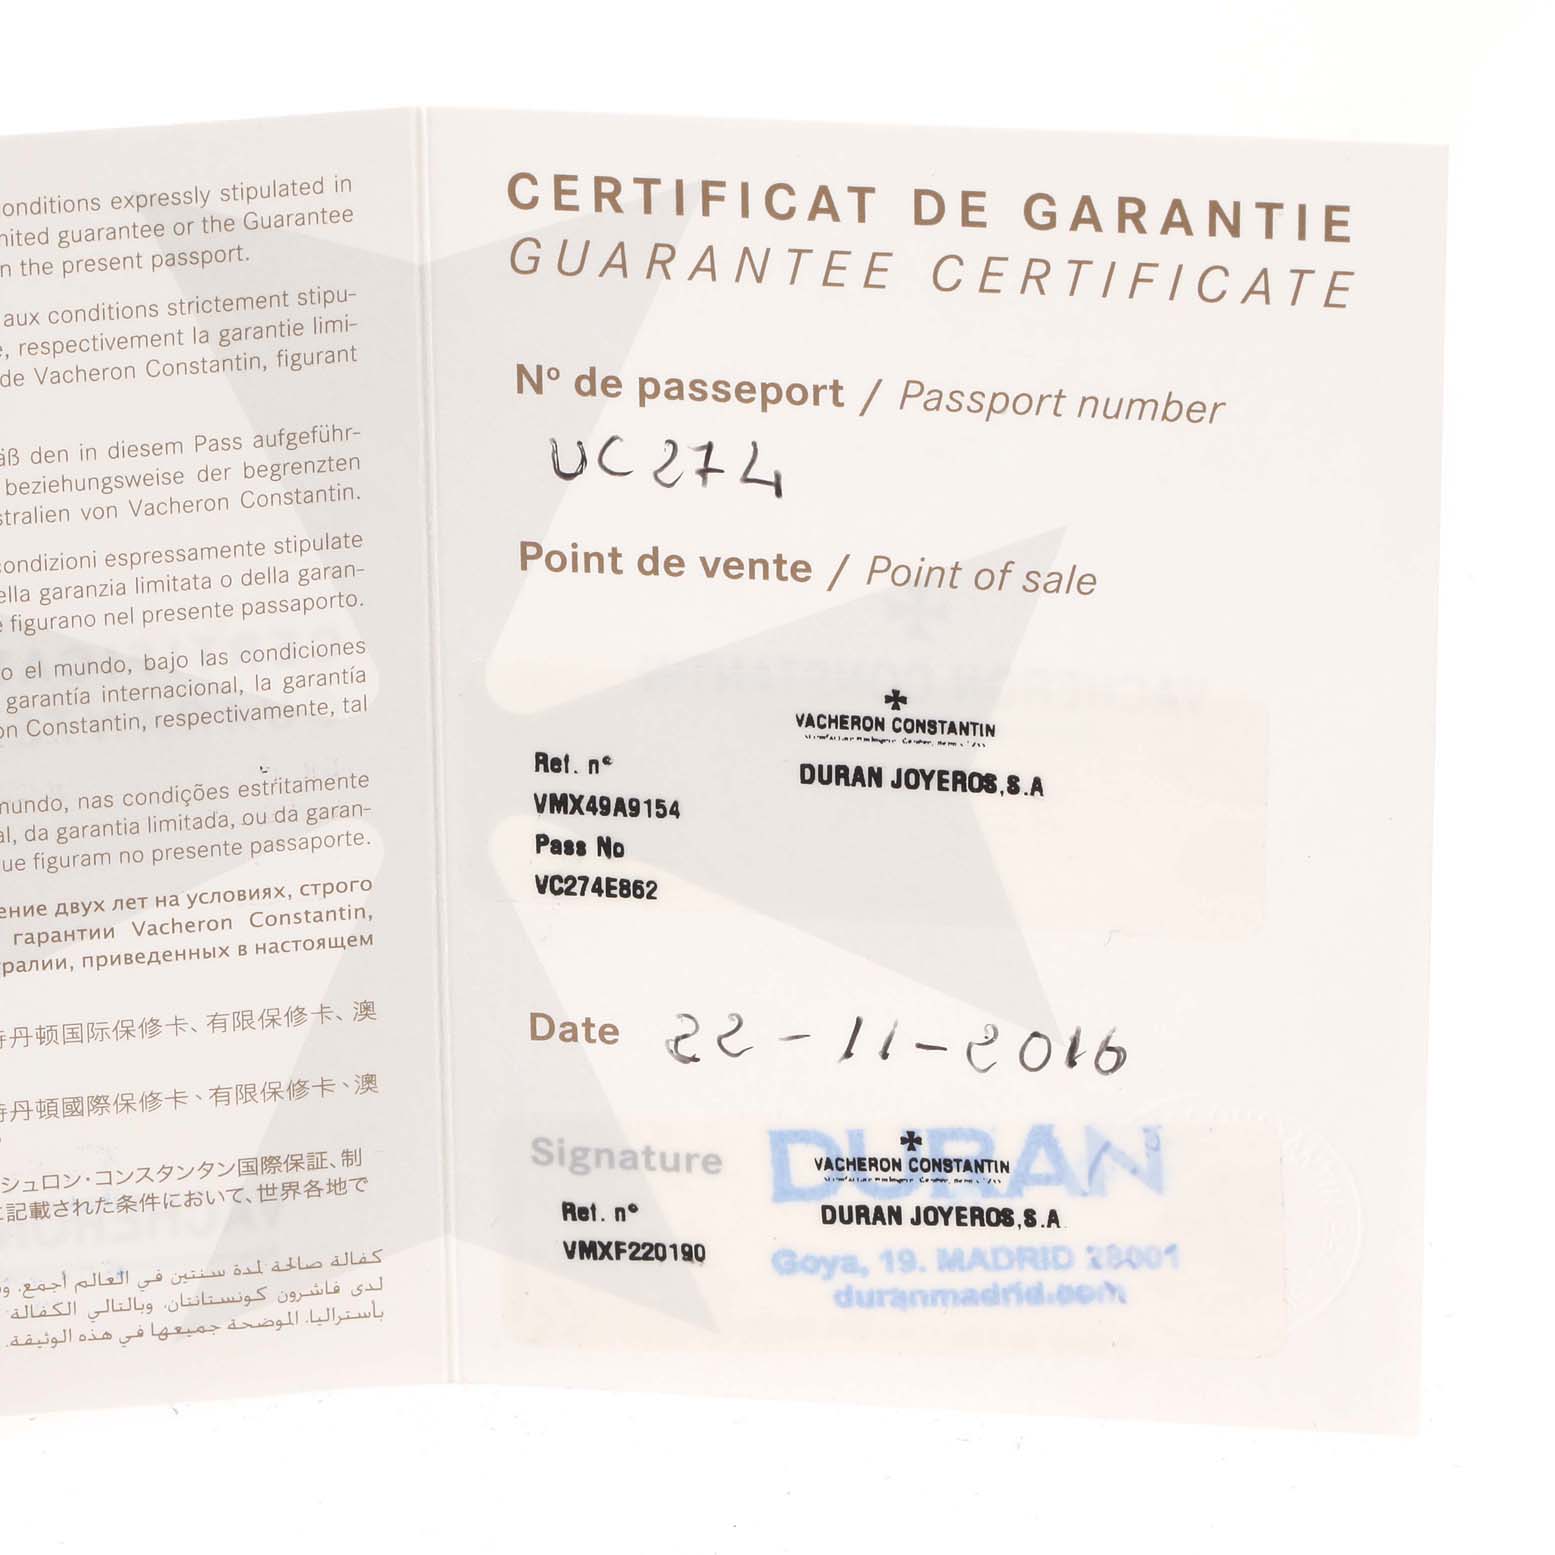 onditions expressly stipulated in
nited guarantee or the Guarantee
n the present passport.
aux conditions strictement stipu-
e, respectivement la garantie limi-
de Vacheron Constantin, figurant
äß den in diesem Pass aufgeführ-
beziehungsweise der begrenzten
stralien von Vacheron Constantin.
condizioni espressamente stipulate
ella garanzia limitata o della garan-
e figurano nel presente passaporto.
o el mundo, bajo las condiciones
garantía internacional, la garantía
on Constantin, respectivamente, tal
mundo, nas condições estritamente
al, da garantia limitada, ou da garan-
ue figuram no presente passaporte.
ение двух лет на условиях, строго
гарантии Vacheron Constantin,
ралии, приведенных в настоящем
丹顿国际保修卡、有限保修卡、澳
丹頓國際保修卡、有限保修卡、澳
シュロン・コンスタンタン国際保証、制
記載された条件において、世界各地で
كفالة صالحة لمدة سنتين في العالم أجمع. و
لدى فاشرون كونستانتان. وبالتالي الكفالة
بأستراليا. الموضحة جميعها في هذه الوثيقة.
CERTIFICAT DE GARANTIE
GUARANTEE CERTIFICATE
Nº de passeport / Passport number
UC274
Point de vente / Point of sale
VACHERON CONSTANTIN
DURAN JOYEROS,S.A
Ref. nº
VMX49A9154
Pass No
VC274E862
Date 22-11-2016
Signature
DURAN
VACHERON CONSTANTIN
DURAN JOYEROS,S.A
Ref. nº
VMXF220190
Goya, 19. MADRID 28001
duranmadrid.com